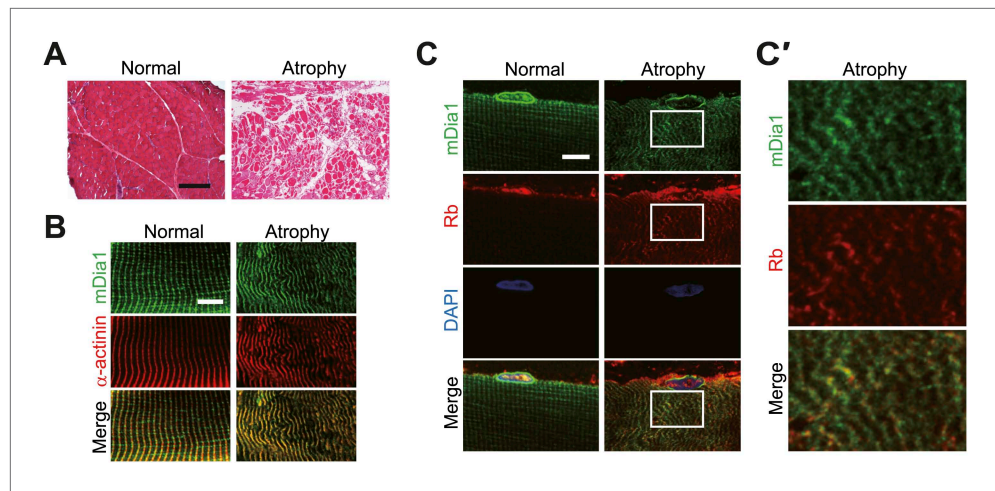 A
Normal
Atrophy
B
Normal
Atrophy
mDia1
α-actinin
Merge
C
Normal
Atrophy
mDia1
Rb
DAPI
Merge
C′
Atrophy
mDia1
Rb
Merge